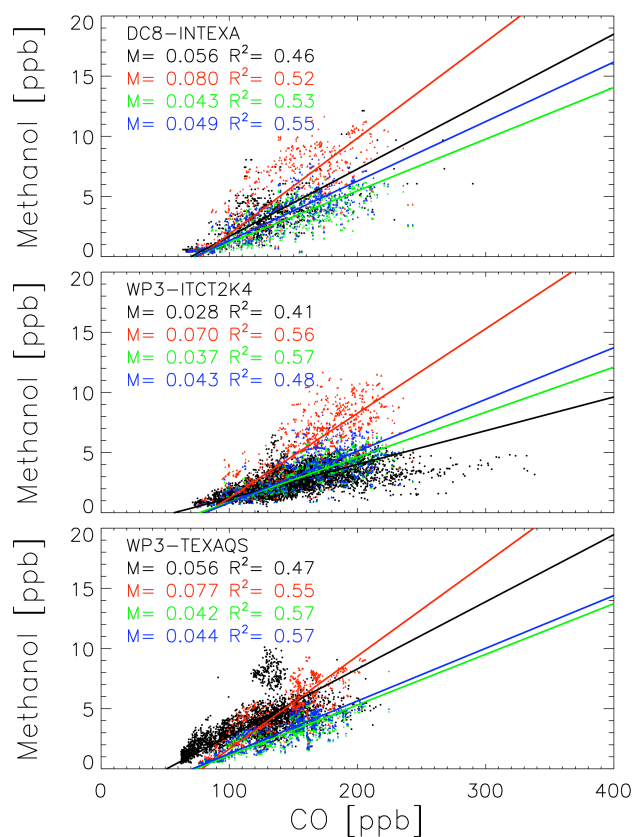 DC8-INTEXA
M= 0.056 R²= 0.46
M= 0.080 R²= 0.52
M= 0.043 R²= 0.53
M= 0.049 R²= 0.55
Methanol [ppb]
20
15
10
5
0
WP3-ITCT2K4
M= 0.028 R²= 0.41
M= 0.070 R²= 0.56
M= 0.037 R²= 0.57
M= 0.043 R²= 0.48
Methanol [ppb]
20
15
10
5
0
WP3-TEXAQS
M= 0.056 R²= 0.47
M= 0.077 R²= 0.55
M= 0.042 R²= 0.57
M= 0.044 R²= 0.57
Methanol [ppb]
20
15
10
5
0
0 100 200 300 400
CO [ppb]